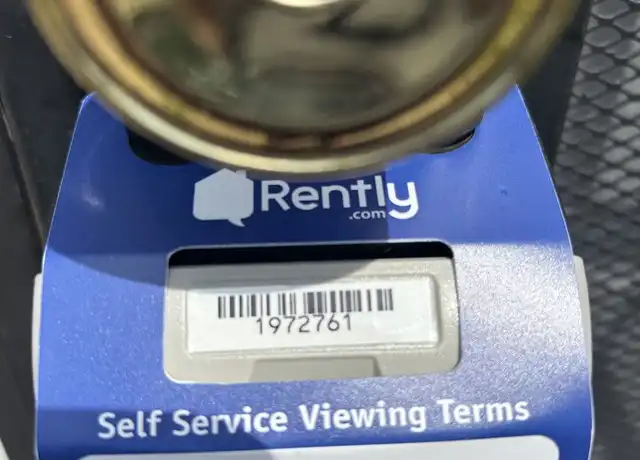 Rently
.com
1972761
Self Service Viewing Terms